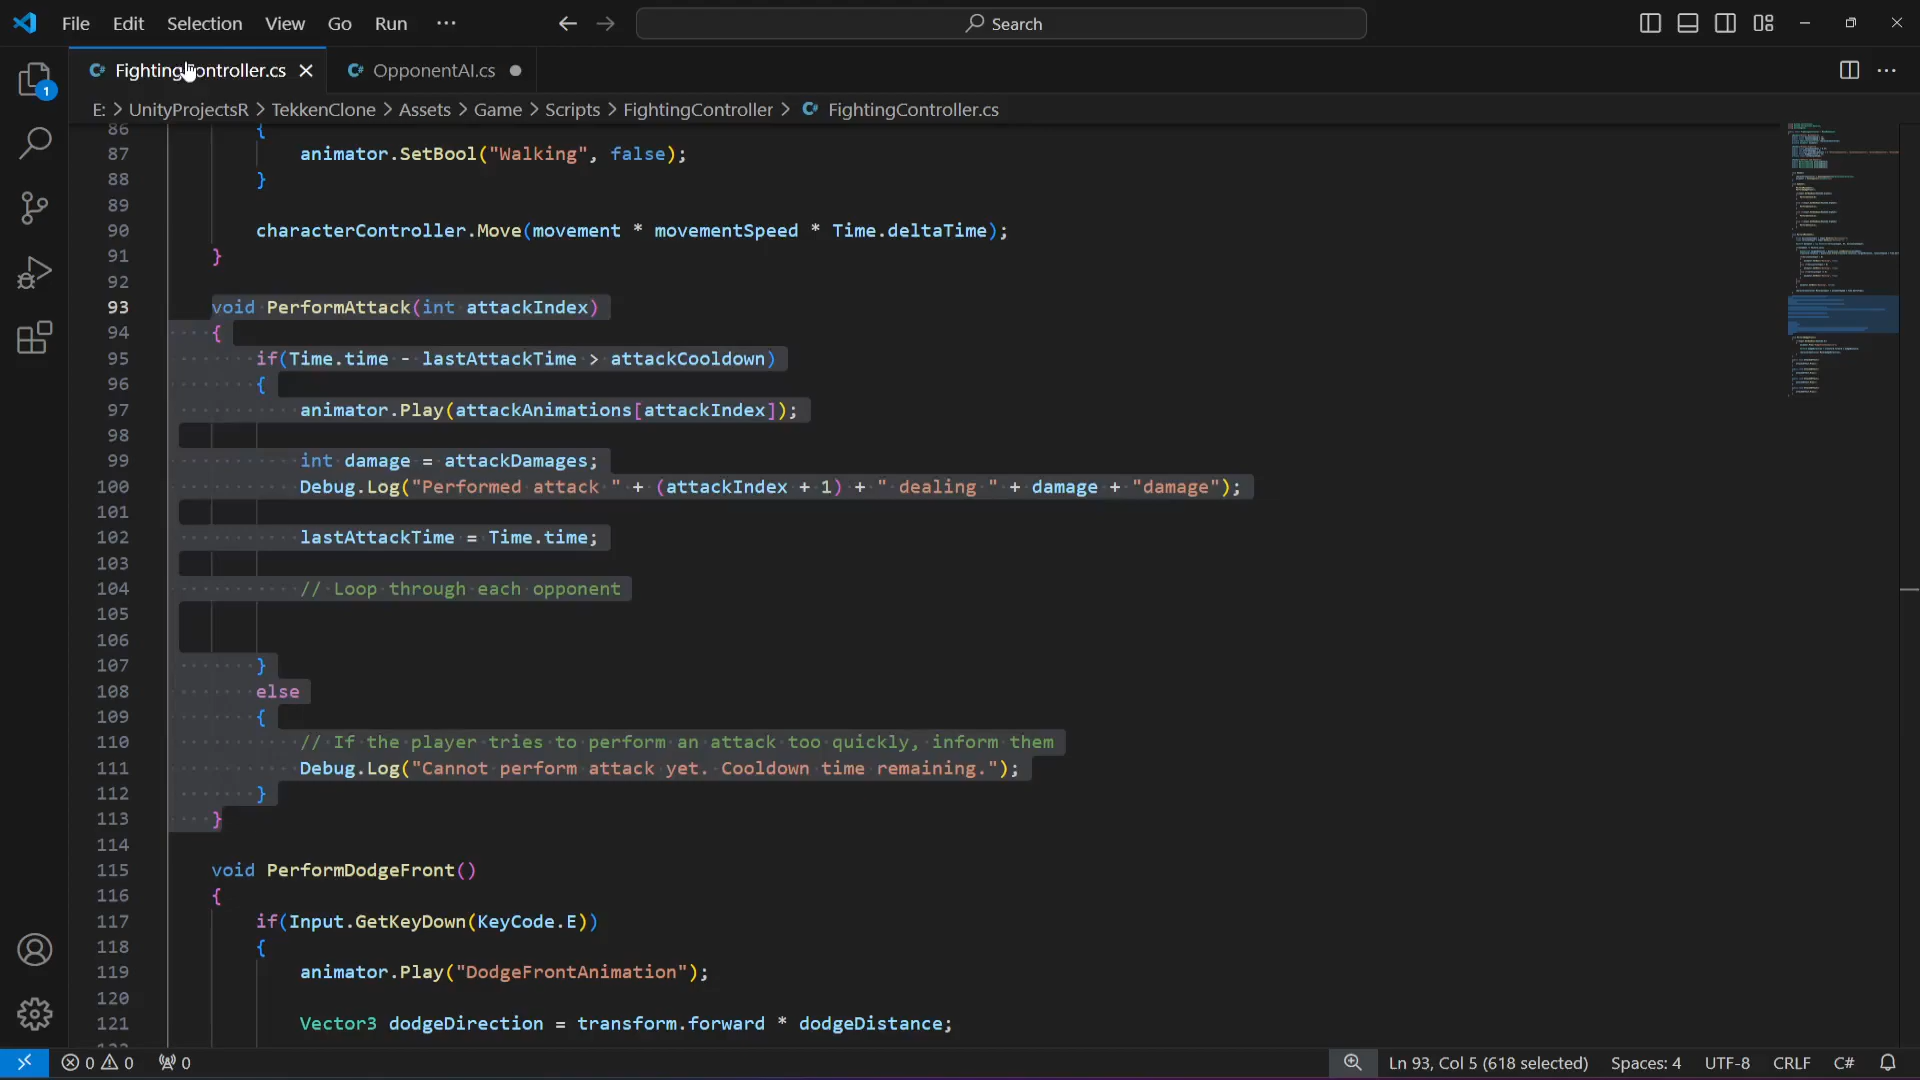 File Edit Selection View Go Run ···
Search
FightingController.cs
OpponentAI.cs
1
E: > UnityProjectsR > TekkenClone > Assets > Game > Scripts > FightingController > FightingController.cs
86 {
87 animator.SetBool("Walking", false);
88 }
89
90 characterController.Move(movement * movementSpeed * Time.deltaTime);
91 }
92
93 void PerformAttack(int attackIndex)
94 {
95 if(Time.time - lastAttackTime > attackCooldown)
96 {
97 animator.Play(attackAnimations[attackIndex]);
98
99 int damage = attackDamages;
100 Debug.Log("Performed attack " + (attackIndex + 1) + " dealing " + damage + "damage");
101
102 lastAttackTime = Time.time;
103
104 // Loop through each opponent
105
106
107 }
108 else
109 {
110 // If the player tries to perform an attack too quickly, inform them
111 Debug.Log("Cannot perform attack yet. Cooldown time remaining.");
112 }
113 }
114
115 void PerformDodgeFront()
116 {
117 if(Input.GetKeyDown(KeyCode.E))
118 {
119 animator.Play("DodgeFrontAnimation");
120
121 Vector3 dodgeDirection = transform.forward * dodgeDistance;
0 0 0 Ln 93, Col 5 (618 selected) Spaces: 4 UTF-8 CRLF C#